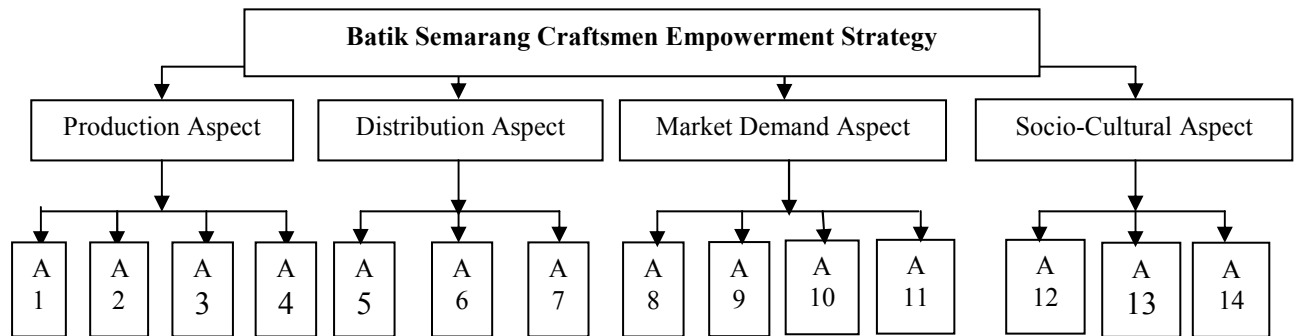 Batik Semarang Craftsmen Empowerment Strategy
Production Aspect
Distribution Aspect
Market Demand Aspect
Socio-Cultural Aspect
A
1
A
2
A
3
A
4
A
5
A
6
A
7
A
8
A
9
A
10
A
11
A
12
A
13
A
14